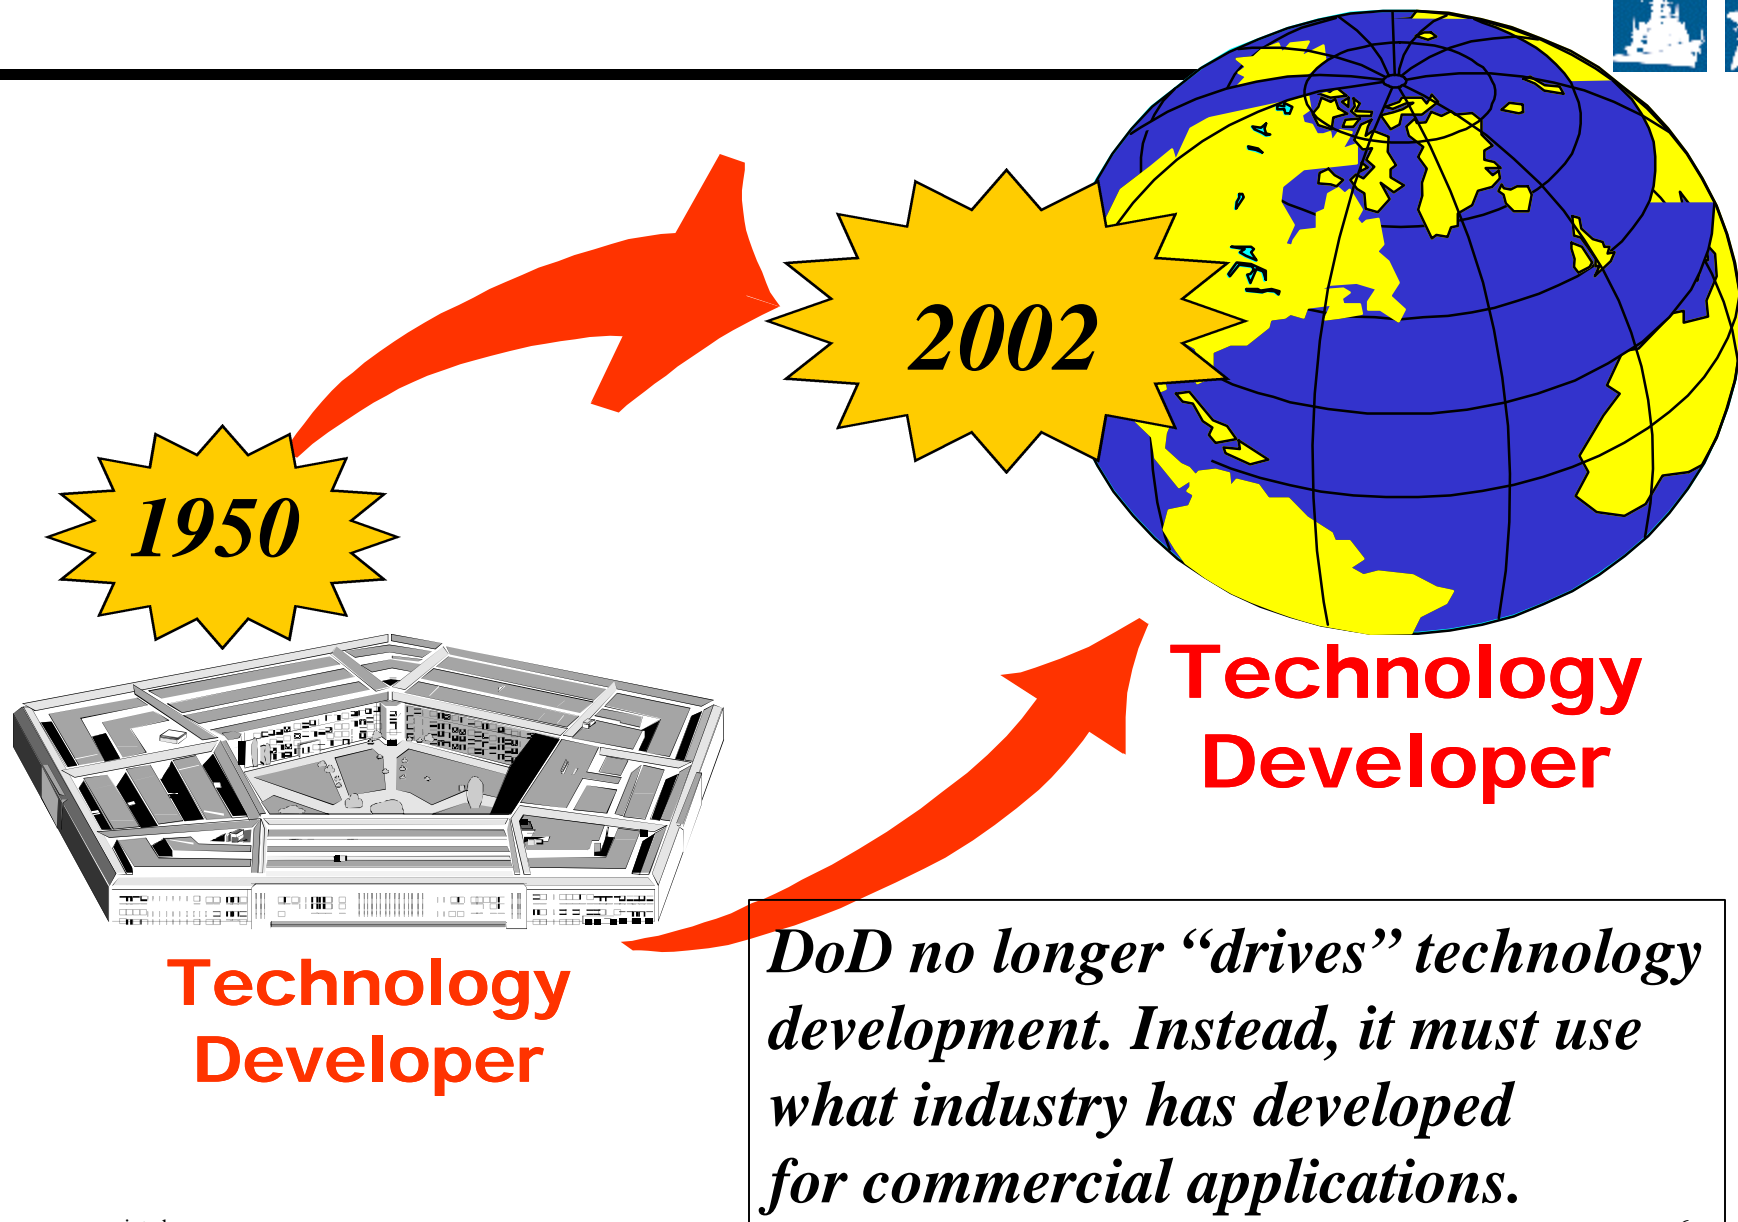 2002
1950
Technology
Developer
Technology
Developer
DoD no longer “drives” technology
development. Instead, it must use
what industry has developed
for commercial applications.